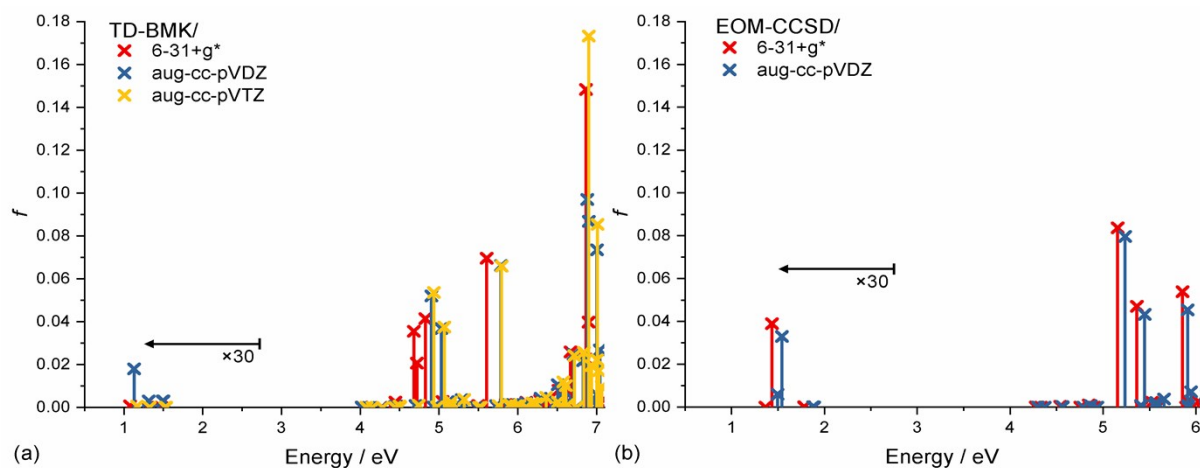 TD-BMK/
6-31+g*
aug-cc-pVDZ
aug-cc-pVTZ
0.18
0.16
0.14
0.12
0.10
0.08
0.06
0.04
0.02
0.00
f
×30
1 2 3 4 5 6 7
Energy / eV
(a)
EOM-CCSD/
6-31+g*
aug-cc-pVDZ
0.18
0.16
0.14
0.12
0.10
0.08
0.06
0.04
0.02
0.00
f
×30
1 2 3 4 5 6
Energy / eV
(b)